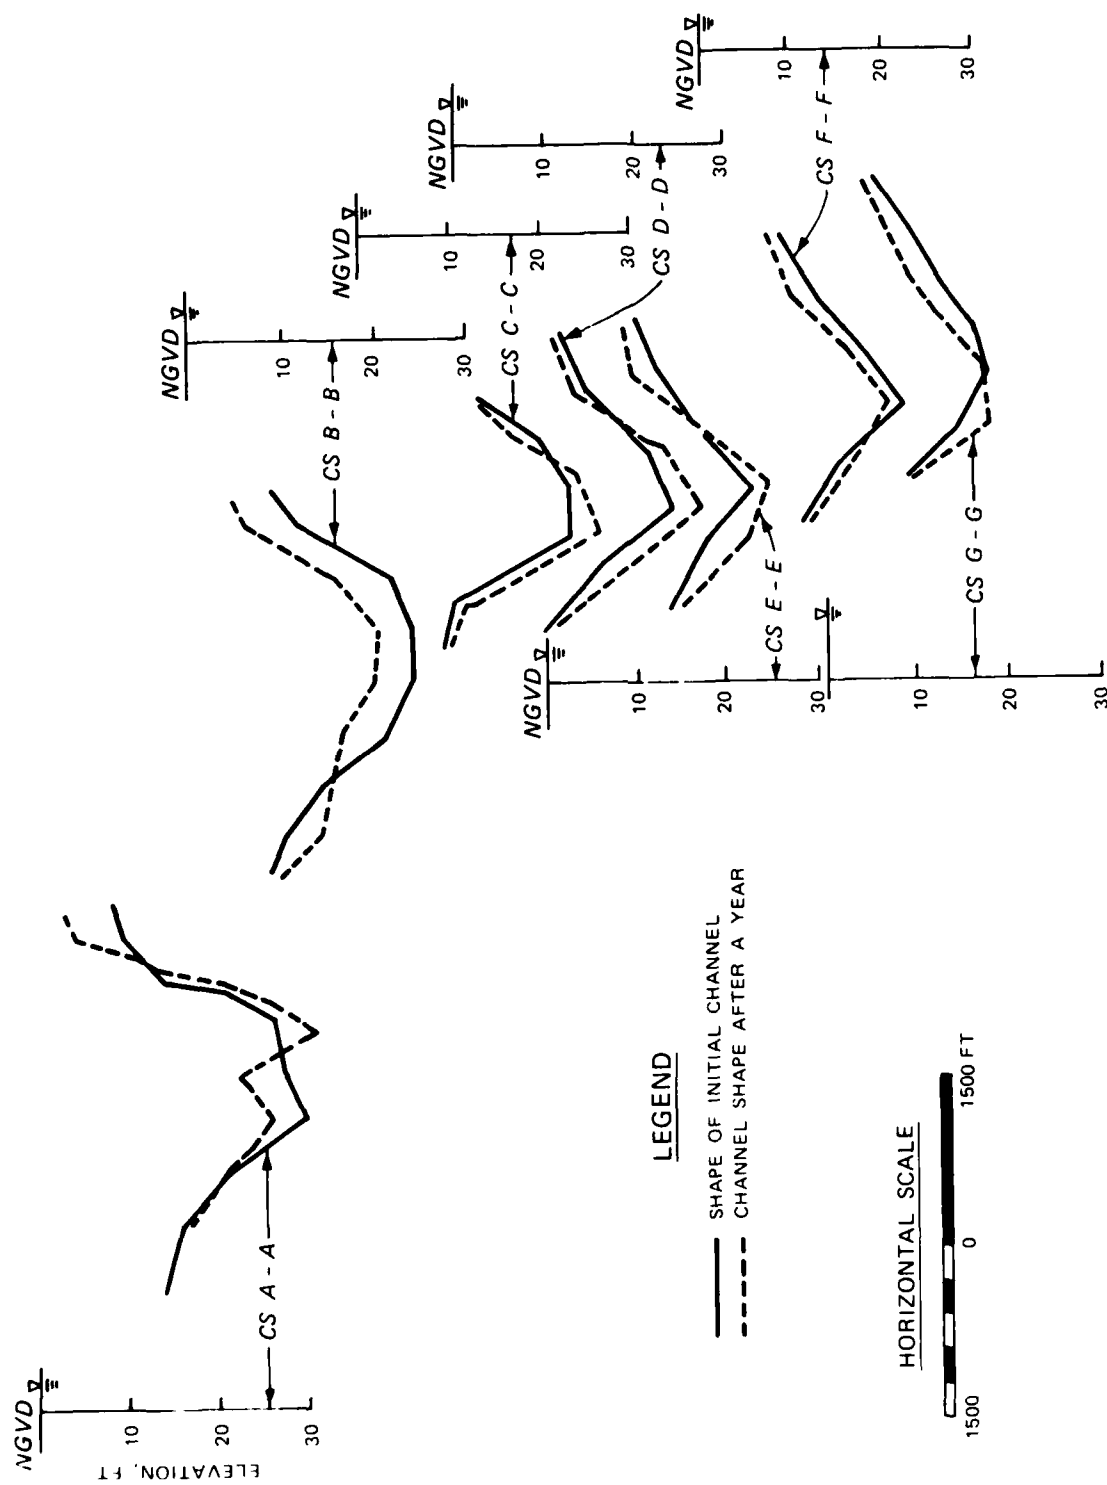 ELEVATION, FT
NGVD
10
20
30
CS A - A
NGVD
10
20
30
CS B - B
NGVD
10
20
30
CS C - C
NGVD
10
20
30
CS D - D
NGVD
10
20
30
CS E - E
NGVD
10
20
30
CS F - F
10
20
30
CS G - G
LEGEND
SHAPE OF INITIAL CHANNEL
CHANNEL SHAPE AFTER A YEAR
HORIZONTAL SCALE
1500 0 1500 FT